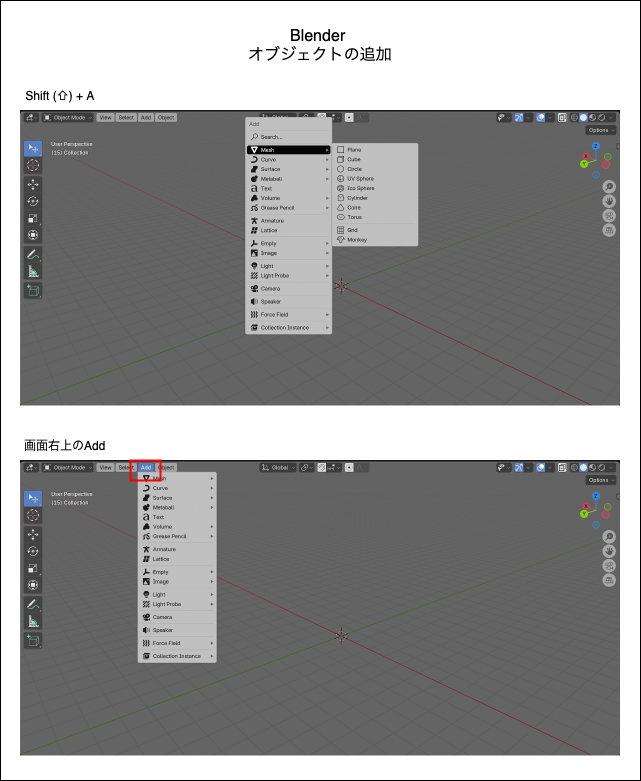 Blender
オブジェクトの追加
Shift (⇧) + A
Object Mode View Select Add Object Global
Options
User Perspective
(15) Collection
Add
Search...
Mesh
Curve
Surface
Metaball
Text
Volume
Grease Pencil
Armature
Lattice
Empty
Image
Light
Light Probe
Camera
Speaker
Force Field
Collection Instance
Plane
Cube
Circle
UV Sphere
Ico Sphere
Cylinder
Cone
Torus
Grid
Monkey
Z
Y
画面右上のAdd
Object Mode View Select Add Object Global
Options
User Perspective
(15) Collection
Mesh
Curve
Surface
Metaball
Text
Volume
Grease Pencil
Armature
Lattice
Empty
Image
Light
Light Probe
Camera
Speaker
Force Field
Collection Instance
Z
Y